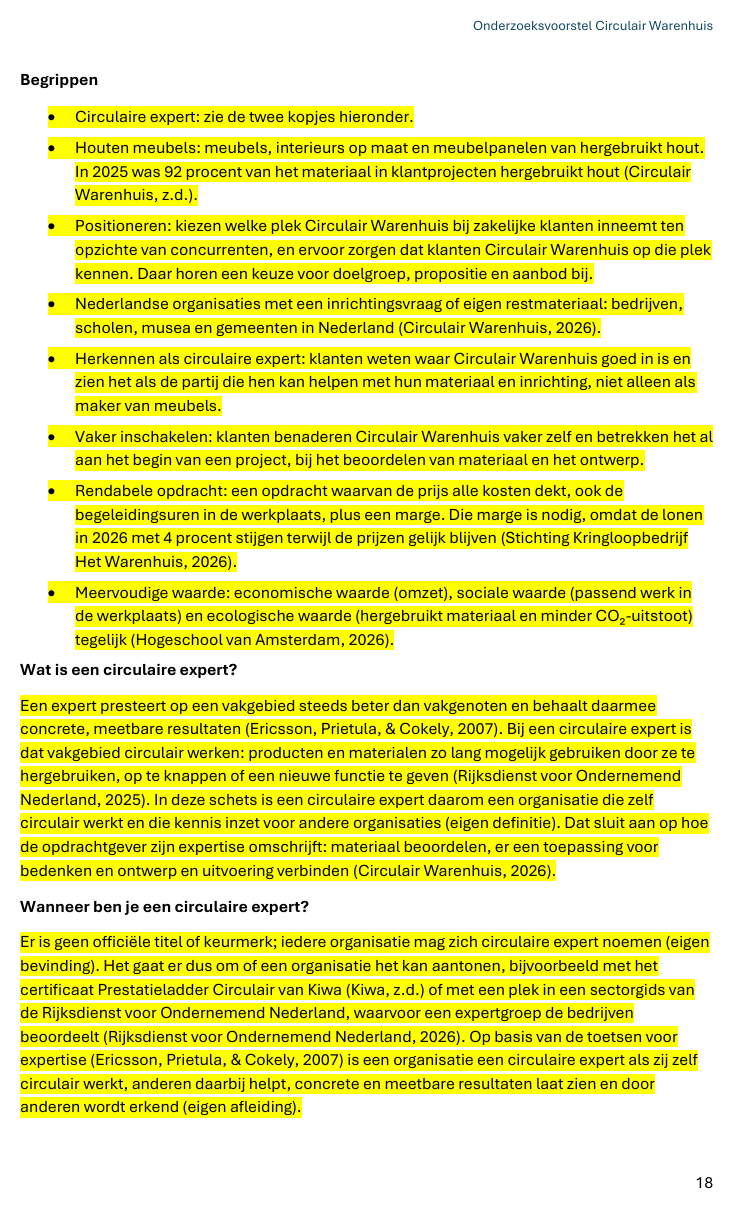 Onderzoeksvoorstel Circulair Warenhuis
Begrippen
• Circulaire expert: zie de twee kopjes hieronder.
• Houten meubels: meubels, interieurs op maat en meubelpanelen van hergebruikt hout.
In 2025 was 92 procent van het materiaal in klantprojecten hergebruikt hout (Circulair
Warenhuis, z.d.).
• Positioneren: kiezen welke plek Circulair Warenhuis bij zakelijke klanten inneemt ten
opzichte van concurrenten, en ervoor zorgen dat klanten Circulair Warenhuis op die plek
kennen. Daar horen een keuze voor doelgroep, propositie en aanbod bij.
• Nederlandse organisaties met een inrichtingsvraag of eigen restmateriaal: bedrijven,
scholen, musea en gemeenten in Nederland (Circulair Warenhuis, 2026).
• Herkennen als circulaire expert: klanten weten waar Circulair Warenhuis goed in is en
zien het als de partij die hen kan helpen met hun materiaal en inrichting, niet alleen als
maker van meubels.
• Vaker inschakelen: klanten benaderen Circulair Warenhuis vaker zelf en betrekken het al
aan het begin van een project, bij het beoordelen van materiaal en het ontwerp.
• Rendabele opdracht: een opdracht waarvan de prijs alle kosten dekt, ook de
begeleidingsuren in de werkplaats, plus een marge. Die marge is nodig, omdat de lonen
in 2026 met 4 procent stijgen terwijl de prijzen gelijk blijven (Stichting Kringloopbedrijf
Het Warenhuis, 2026).
• Meervoudige waarde: economische waarde (omzet), sociale waarde (passend werk in
de werkplaats) en ecologische waarde (hergebruikt materiaal en minder CO₂-uitstoot)
tegelijk (Hogeschool van Amsterdam, 2026).
Wat is een circulaire expert?
Een expert presteert op een vakgebied steeds beter dan vakgenoten en behaalt daarmee
concrete, meetbare resultaten (Ericsson, Prietula, & Cokely, 2007). Bij een circulaire expert is
dat vakgebied circulair werken: producten en materialen zo lang mogelijk gebruiken door ze te
hergebruiken, op te knappen of een nieuwe functie te geven (Rijksdienst voor Ondernemend
Nederland, 2025). In deze schets is een circulaire expert daarom een organisatie die zelf
circulair werkt en die kennis inzet voor andere organisaties (eigen definitie). Dat sluit aan op hoe
de opdrachtgever zijn expertise omschrijft: materiaal beoordelen, er een toepassing voor
bedenken en ontwerp en uitvoering verbinden (Circulair Warenhuis, 2026).
Wanneer ben je een circulaire expert?
Er is geen officiële titel of keurmerk; iedere organisatie mag zich circulaire expert noemen (eigen
bevinding). Het gaat er dus om of een organisatie het kan aantonen, bijvoorbeeld met het
certificaat Prestatieladder Circulair van Kiwa (Kiwa, z.d.) of met een plek in een sectorgids van
de Rijksdienst voor Ondernemend Nederland, waarvoor een expertgroep de bedrijven
beoordeelt (Rijksdienst voor Ondernemend Nederland, 2026). Op basis van de toetsen voor
expertise (Ericsson, Prietula, & Cokely, 2007) is een organisatie een circulaire expert als zij zelf
circulair werkt, anderen daarbij helpt, concrete en meetbare resultaten laat zien en door
anderen wordt erkend (eigen afleiding).
18